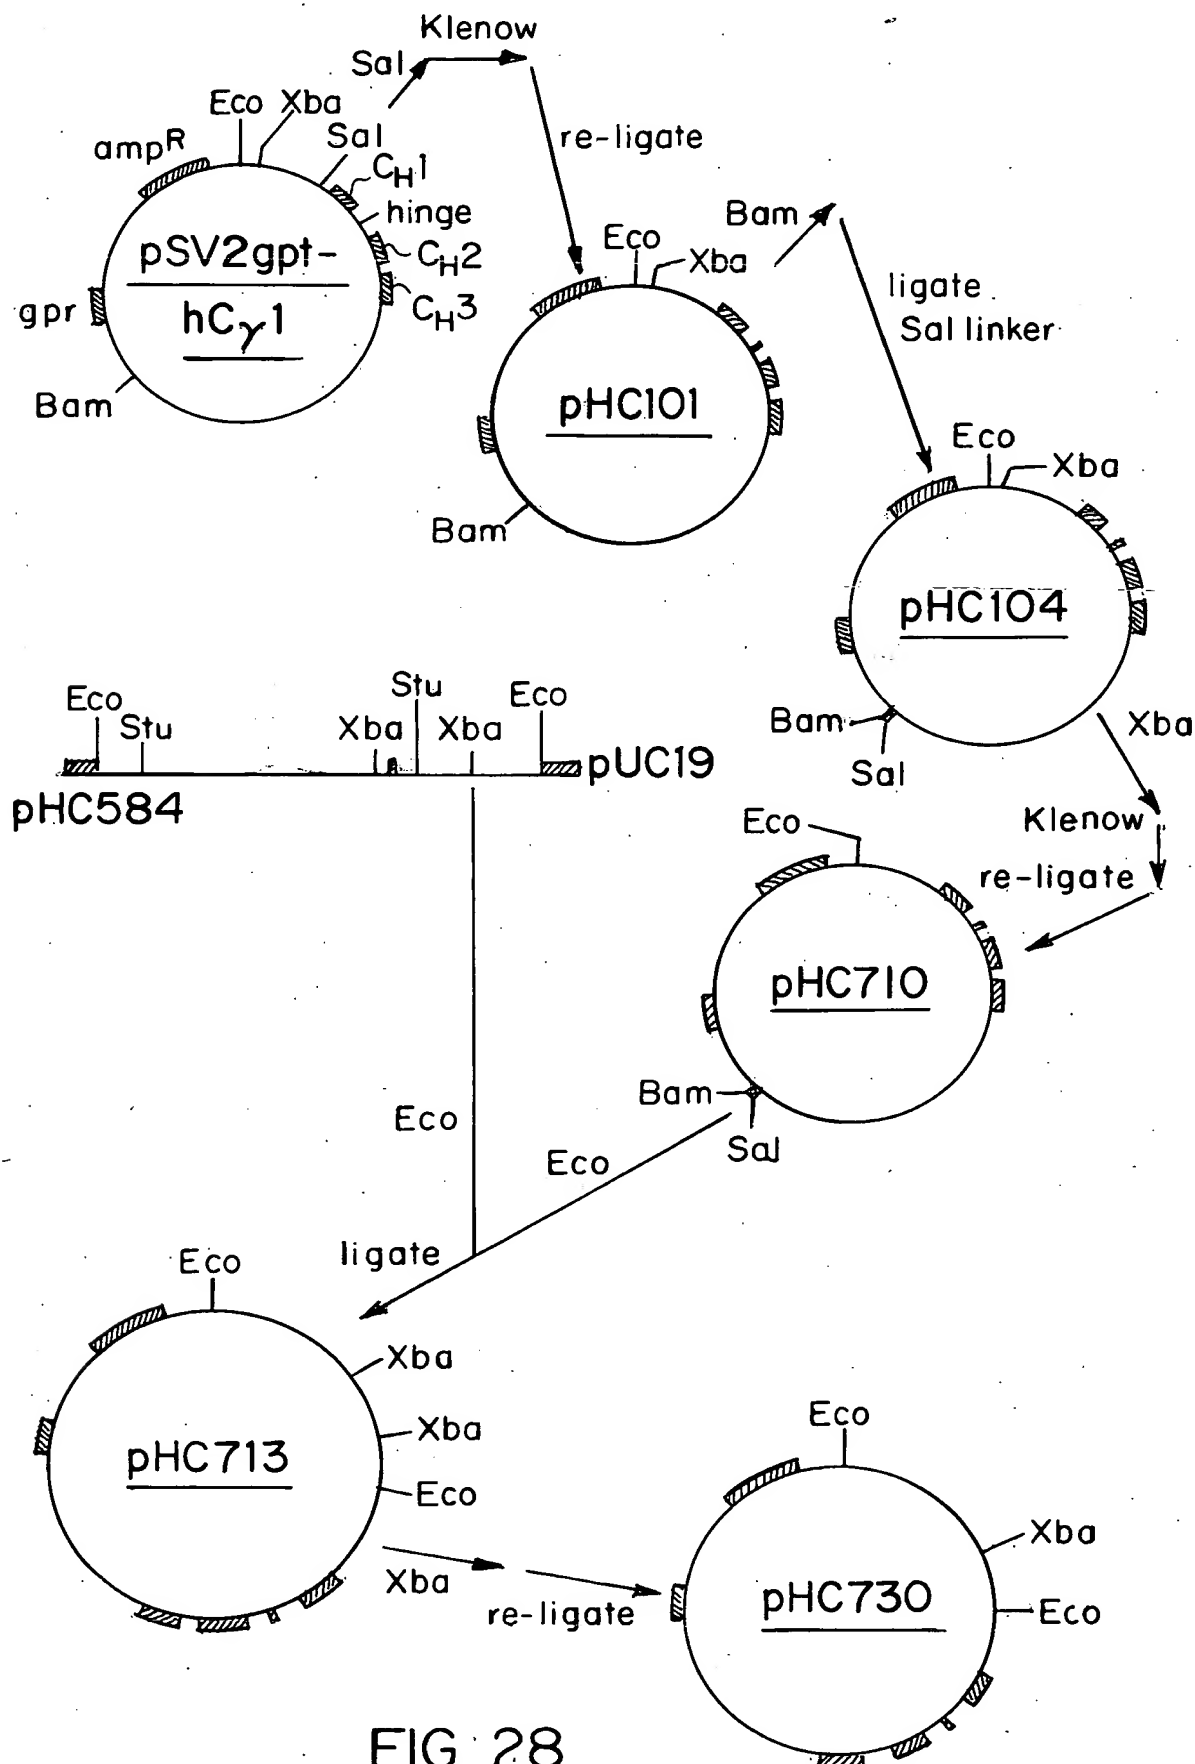 Klenow
Sal
Eco Xba
Sal
ampR
CH1
re-ligate
hinge
pSV2gpt-
hCγ1
CH2
CH3
gpr
Bam
Eco
Xba
Bam
ligate
Sal linker
pHC101
Bam
Eco
Xba
pHC104
Bam
Sal
Xba
Klenow
re-ligate
Eco
Stu
Xba
Stu
Xba
Eco
pUC19
pHC584
Eco
pHC710
Bam
Sal
Eco
Eco
ligate
Eco
Xba
Xba
Eco
pHC713
Xba
re-ligate
Eco
Xba
Eco
pHC730
FIG 28